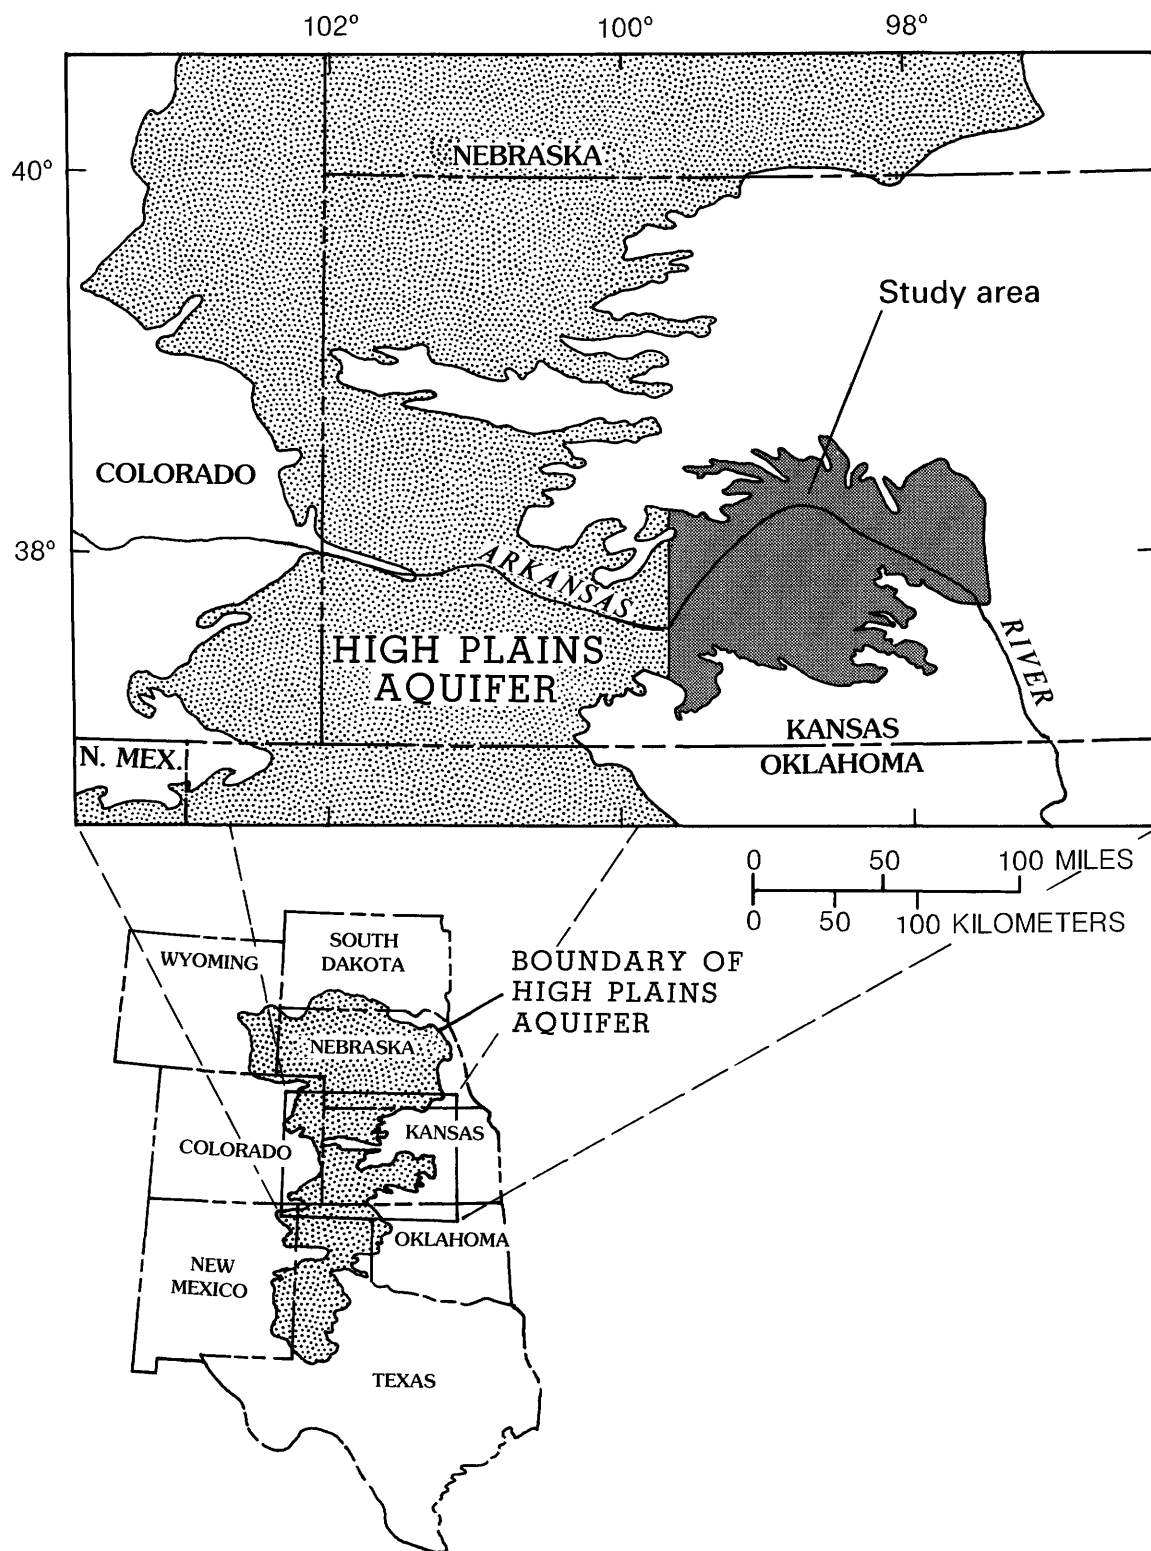 102° 100° 98°
40°
NEBRASKA
Study area
COLORADO
38°
ARKANSAS
HIGH PLAINS
AQUIFER
RIVER
KANSAS
N. MEX.
OKLAHOMA
0 50 100 MILES
0 50 100 KILOMETERS
WYOMING
SOUTH
DAKOTA
BOUNDARY OF
HIGH PLAINS
AQUIFER
NEBRASKA
COLORADO
KANSAS
NEW
MEXICO
OKLAHOMA
TEXAS